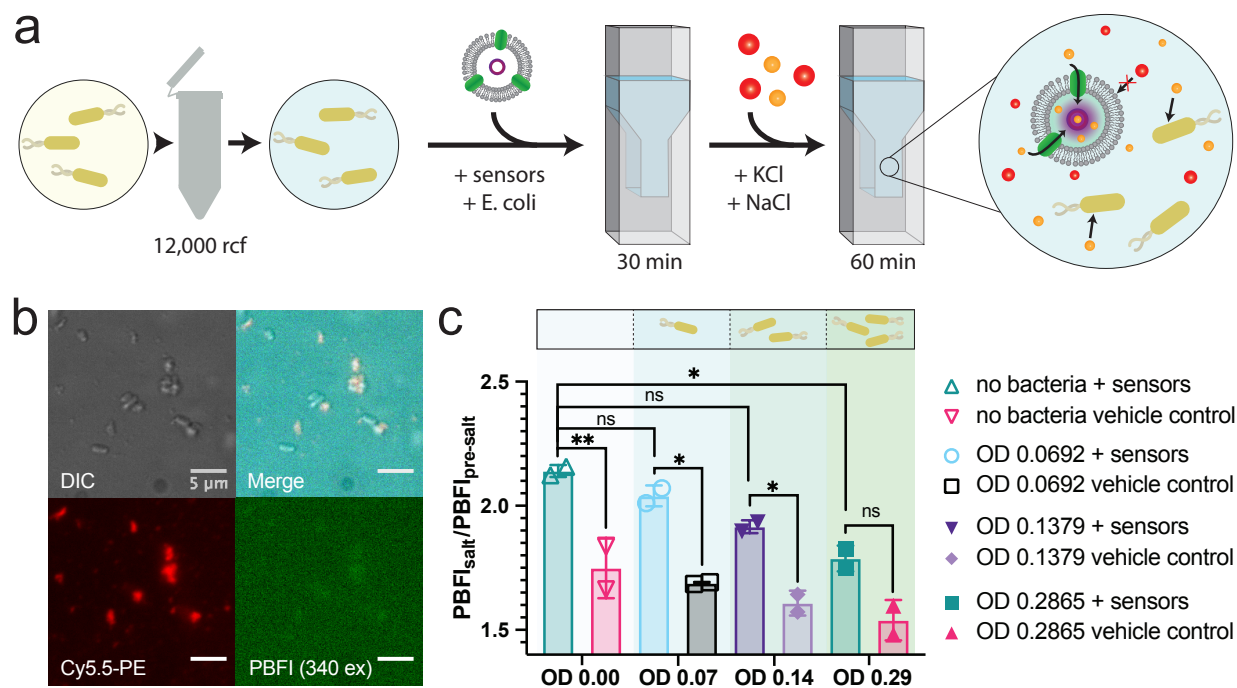 a
12,000 rcf
+ sensors
+ E. coli
30 min
+ KCl
+ NaCl
60 min
b
DIC
5 µm
Merge
Cy5.5-PE
PBFI (340 ex)
c
PBFIsalt/PBFIpre-salt
2.5
2.0
1.5
*
ns
ns
**
*
*
ns
OD 0.00
OD 0.07
OD 0.14
OD 0.29
no bacteria + sensors
no bacteria vehicle control
OD 0.0692 + sensors
OD 0.0692 vehicle control
OD 0.1379 + sensors
OD 0.1379 vehicle control
OD 0.2865 + sensors
OD 0.2865 vehicle control